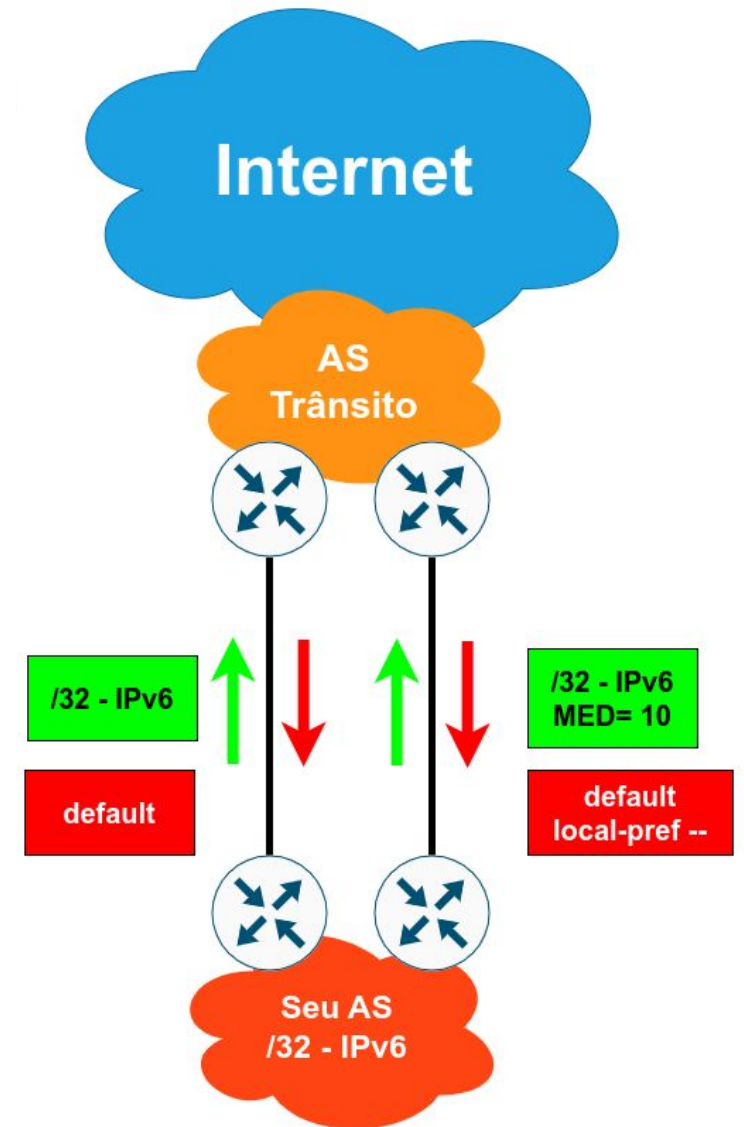 Internet
AS
Trânsito
/32 - IPv6
default
/32 - IPv6
MED= 10
default
local-pref --
Seu AS
/32 - IPv6